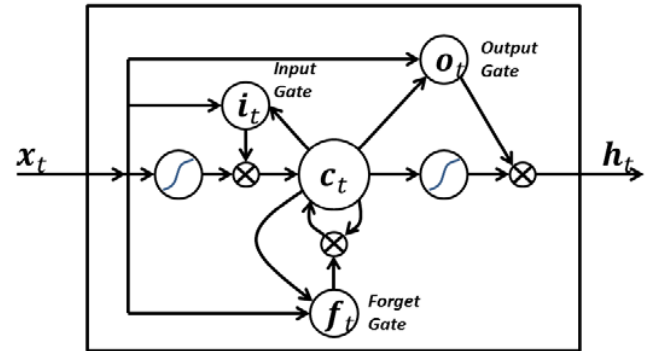 Output
Gate
o_t
Input
Gate
i_t
x_t
c_t
h_t
f_t
Forget
Gate